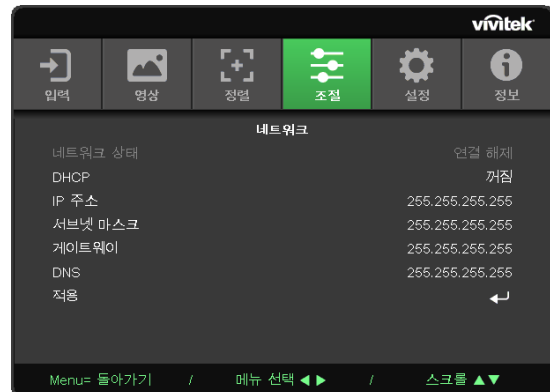 vivitek
입력 영상 정렬 조절 설정 정보
네트워크
네트워크 상태 연결 해제
DHCP 꺼짐
IP 주소 255.255.255.255
서브넷 마스크 255.255.255.255
게이트웨이 255.255.255.255
DNS 255.255.255.255
적용
Menu= 돌아가기 / 메뉴 선택 ◀ ▶ / 스크롤 ▲▼